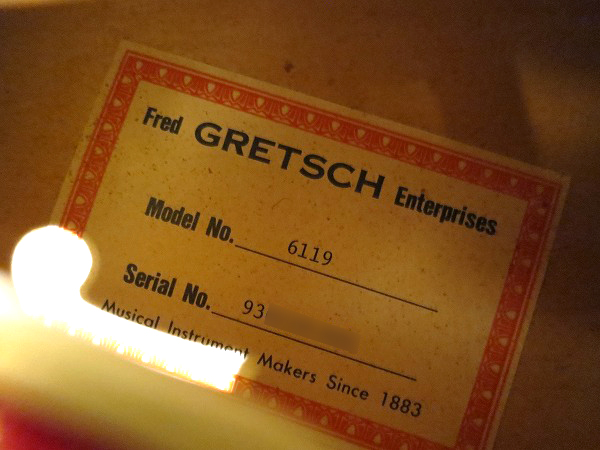 Fred GRETSCH Enterprises
Model No. 6119
Serial No. 93
Musical Instrument Makers Since 1883